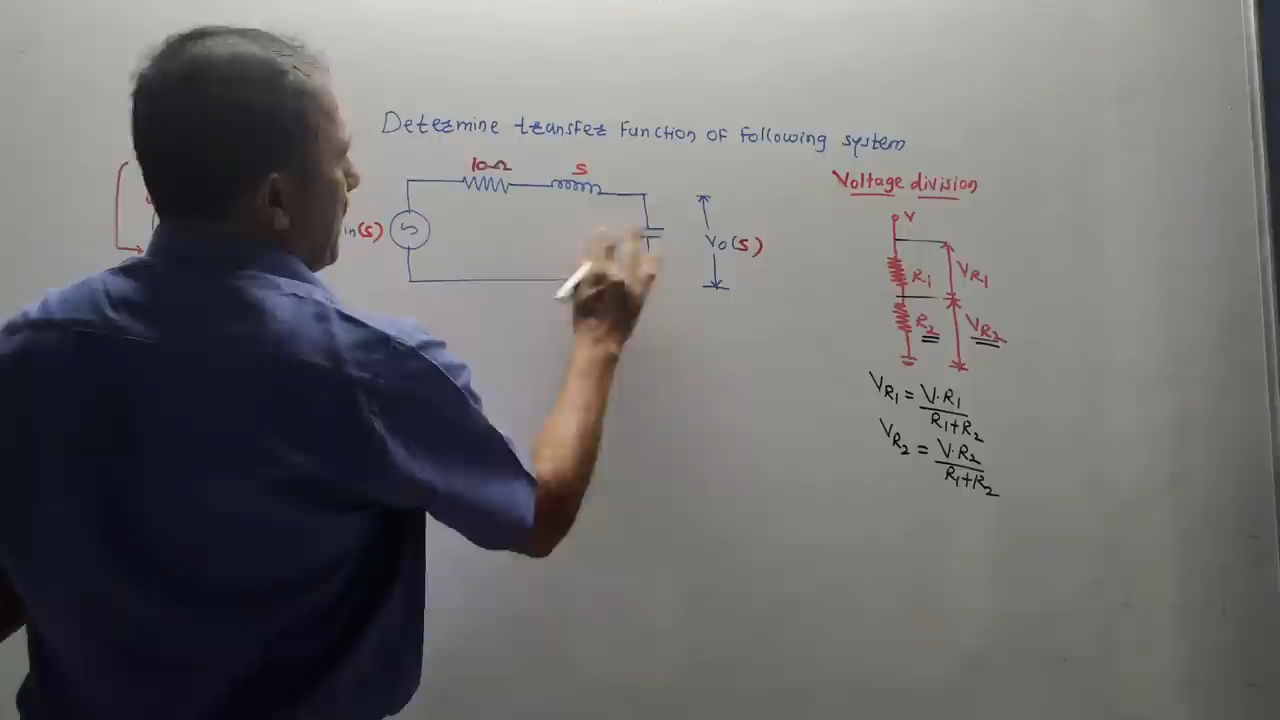 Determine transfer function of following system
10Ω
S
in(s)
Vo(s)
Voltage division
V
R1
VR1
R2
VR2
VR1 = V·R1
R1+R2
VR2 = V·R2
R1+R2